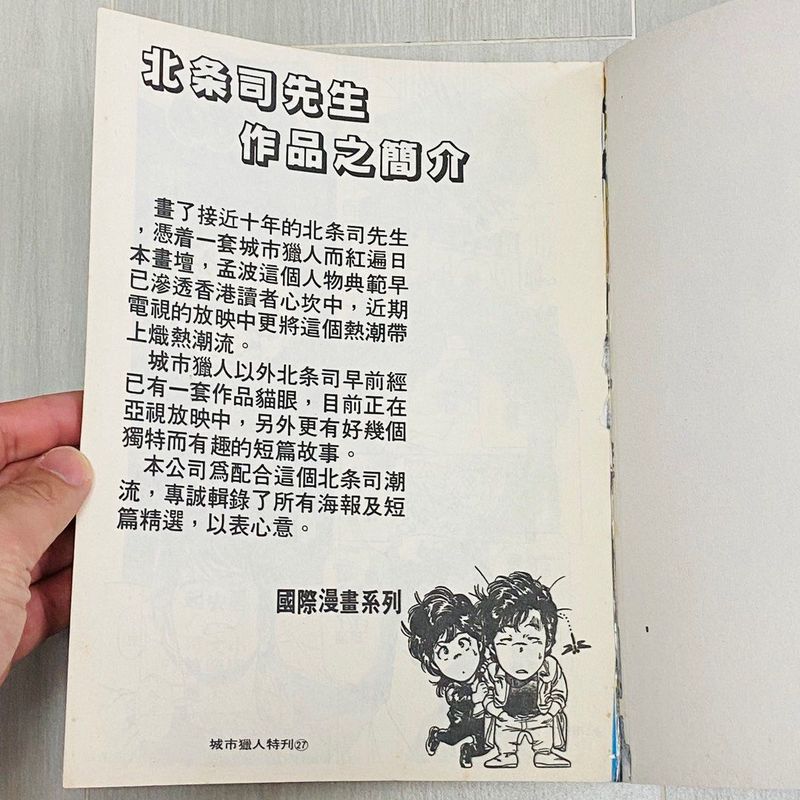 北条司先生
作品之簡介
畫了接近十年的北条司先生
，憑着一套城市獵人而紅遍日
本畫壇，孟波這個人物典範早
已滲透香港讀者心坎中，近期
電視的放映中更將這個熱潮帶
上熾熱潮流。
城市獵人以外北条司早前經
已有一套作品貓眼，目前正在
亞視放映中，另外更有好幾個
獨特而有趣的短篇故事。
本公司爲配合這個北条司潮
流，專誠輯錄了所有海報及短
篇精選，以表心意。
國際漫畫系列
城市獵人特刊㉗